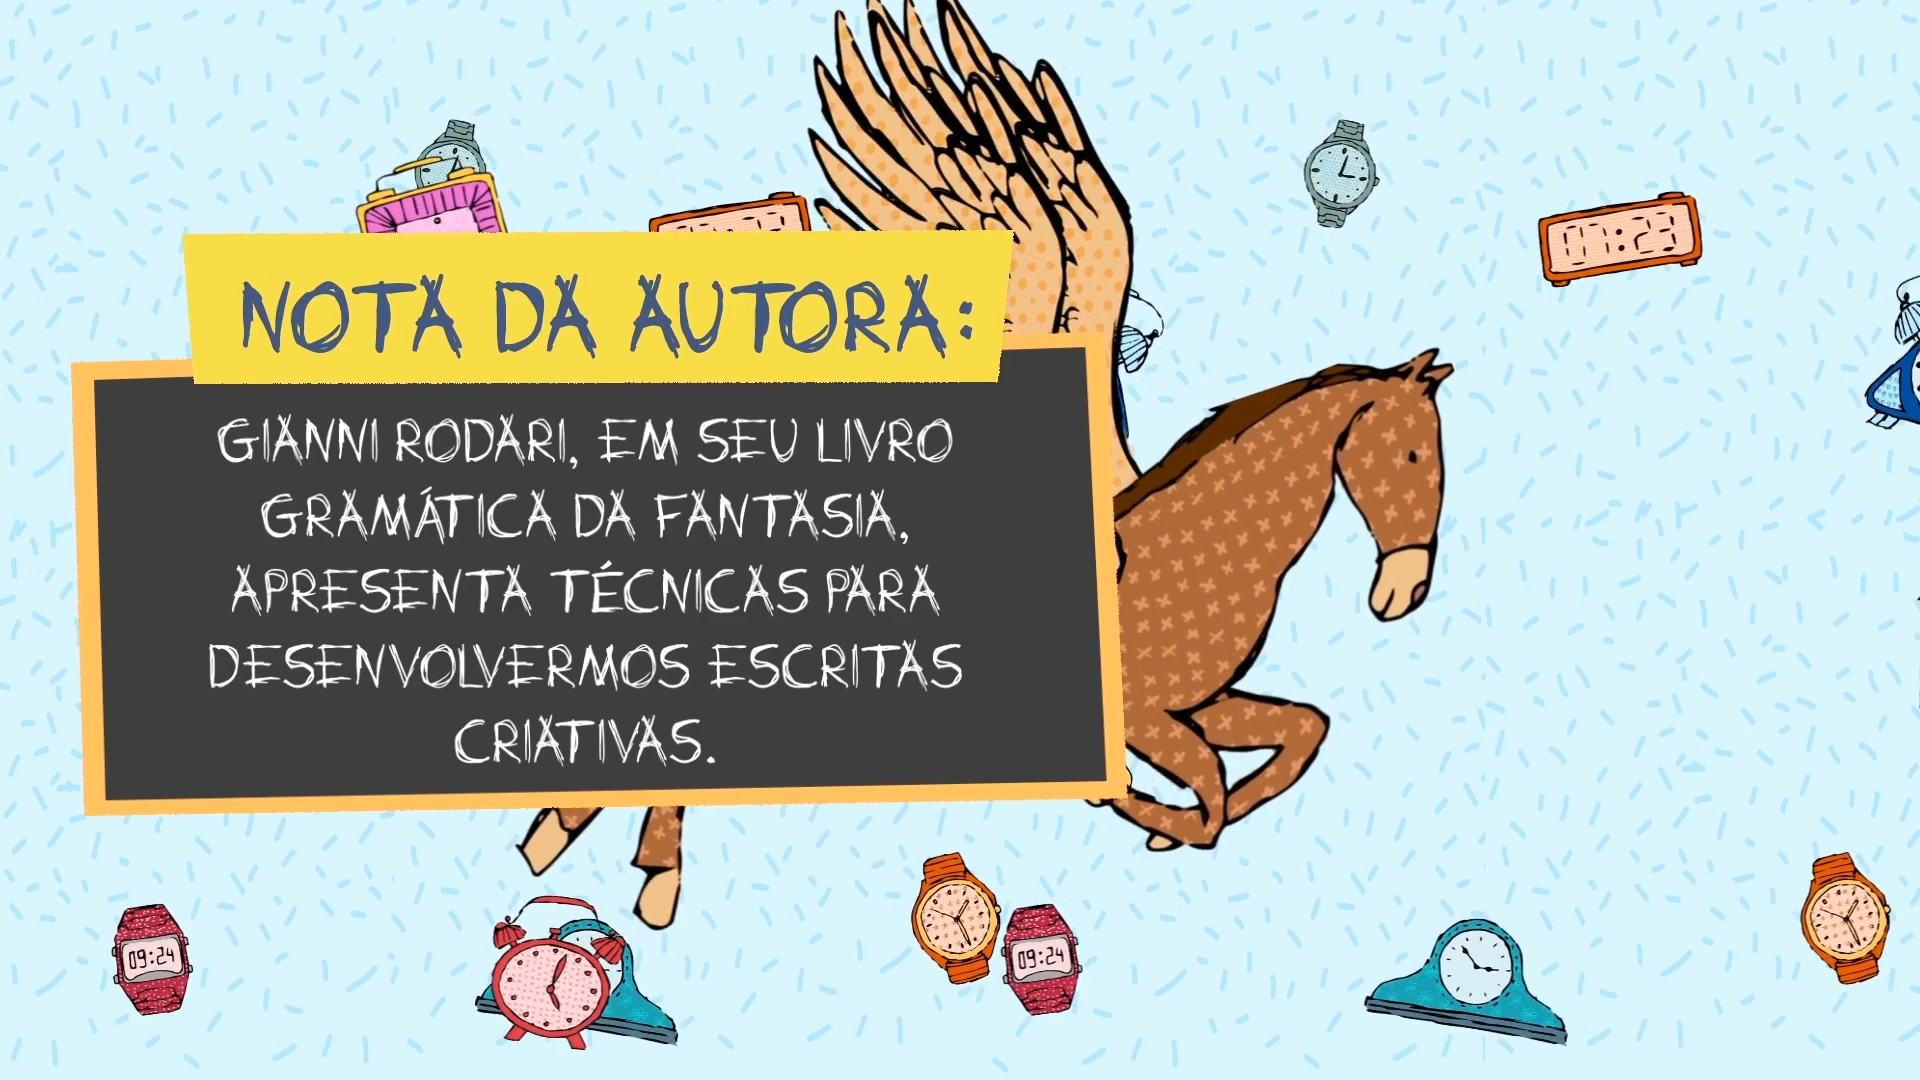 NOTA DA AUTORA:
GIANNI RODARI, EM SEU LIVRO
GRAMÁTICA DA FANTASIA,
APRESENTA TÉCNICAS PARA
DESENVOLVERMOS ESCRITAS
CRIATIVAS.
09:24
09:24